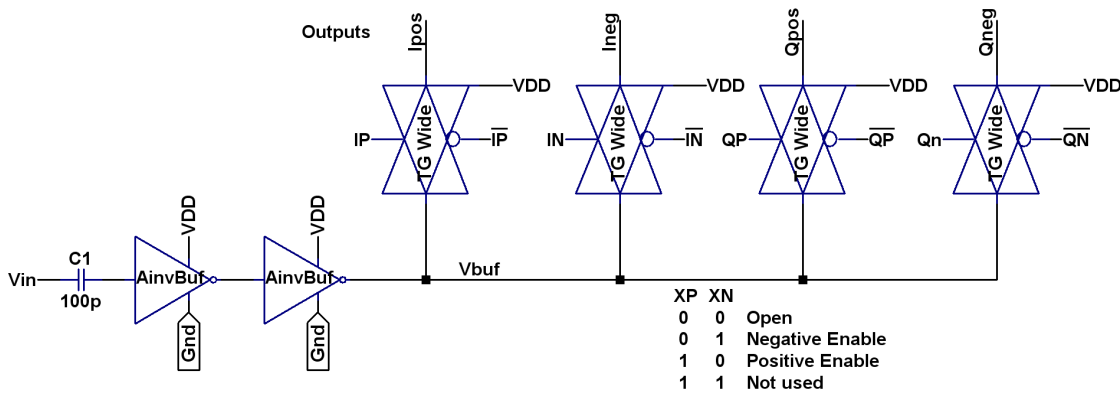 Outputs
Ipos
Ineg
Qpos
Qneg
VDD
VDD
VDD
VDD
IP
TG Wide
IP
IN
TG Wide
IN
QP
TG Wide
QP
Qn
TG Wide
QN
VDD
VDD
Vin
C1
100p
AinvBuf
AinvBuf
Vbuf
Gnd
Gnd
XP XN
0 0 Open
0 1 Negative Enable
1 0 Positive Enable
1 1 Not used